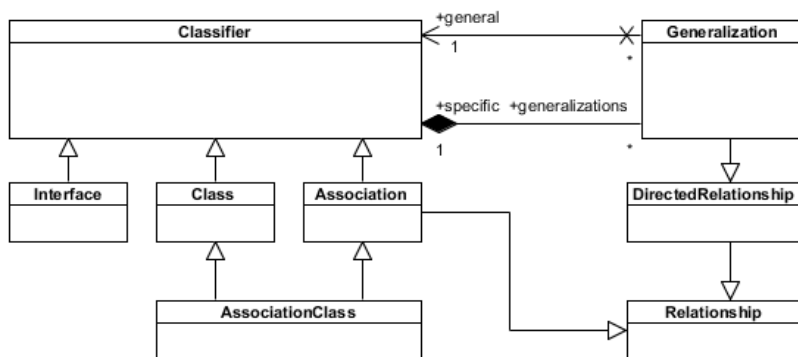 +general
Classifier
Generalization
1
*
+specific +generalizations
1
*
Interface
Class
Association
DirectedRelationship
AssociationClass
Relationship